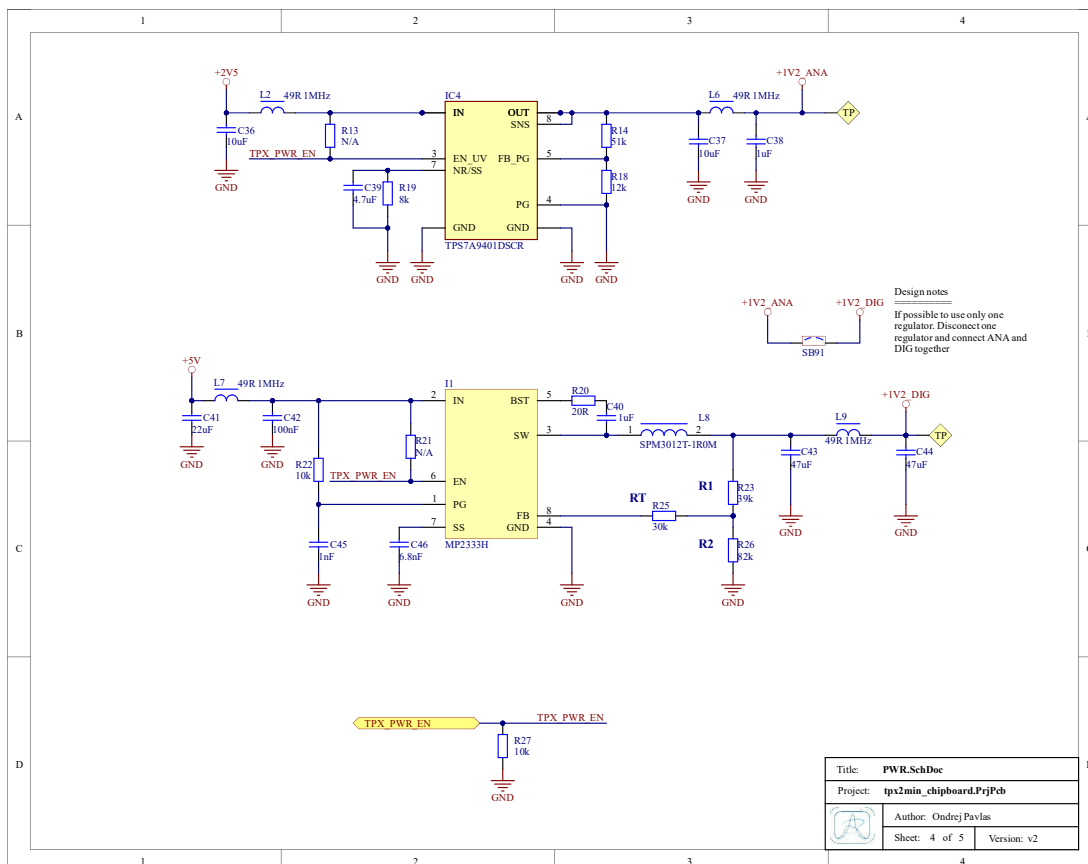 1 2 3 4
A
+2V5
L2 49R 1MHz
C36
10uF
GND
R13
N/A
TPX_PWR_EN
C39
4.7uF
R19
8k
GND
GND
IC4
IN OUT
SNS
EN_UV FB_PG
NR/SS
PG
GND GND
3
7
8
5
4
TPS7A9401DSCR
R14
51k
R18
12k
GND
GND
C37
10uF
GND
L6 49R 1MHz
C38
1uF
GND
+1V2_ANA
TP
B
+1V2_ANA +1V2_DIG
SB91
Design notes
==========
If possible to use only one
regulator. Disconect one
regulator and connect ANA and
DIG together
+5V
L7 49R 1MHz
C41
22uF
GND
C42
100nF
GND
R22
10k
R21
N/A
TPX_PWR_EN
C45
1nF
GND
C46
6.8nF
GND
I1
IN BST
SW
EN
PG
FB
SS GND
2
6
1
7
5
3
8
4
MP2333H
GND
R20
20R
C40
1uF
1 L8 2
SPM3012T-1R0M
RT
R25
30k
R1
R23
39k
R2
R26
82k
GND
C43
47uF
GND
L9
49R 1MHz
+1V2_DIG
TP
C44
47uF
GND
C
D
TPX_PWR_EN TPX_PWR_EN
R27
10k
GND
Title: PWR.SchDoc
Project: tpx2min_chipboard.PrjPcb
Author: Ondrej Pavlas
Sheet: 4 of 5 Version: v2
1 2 3 4